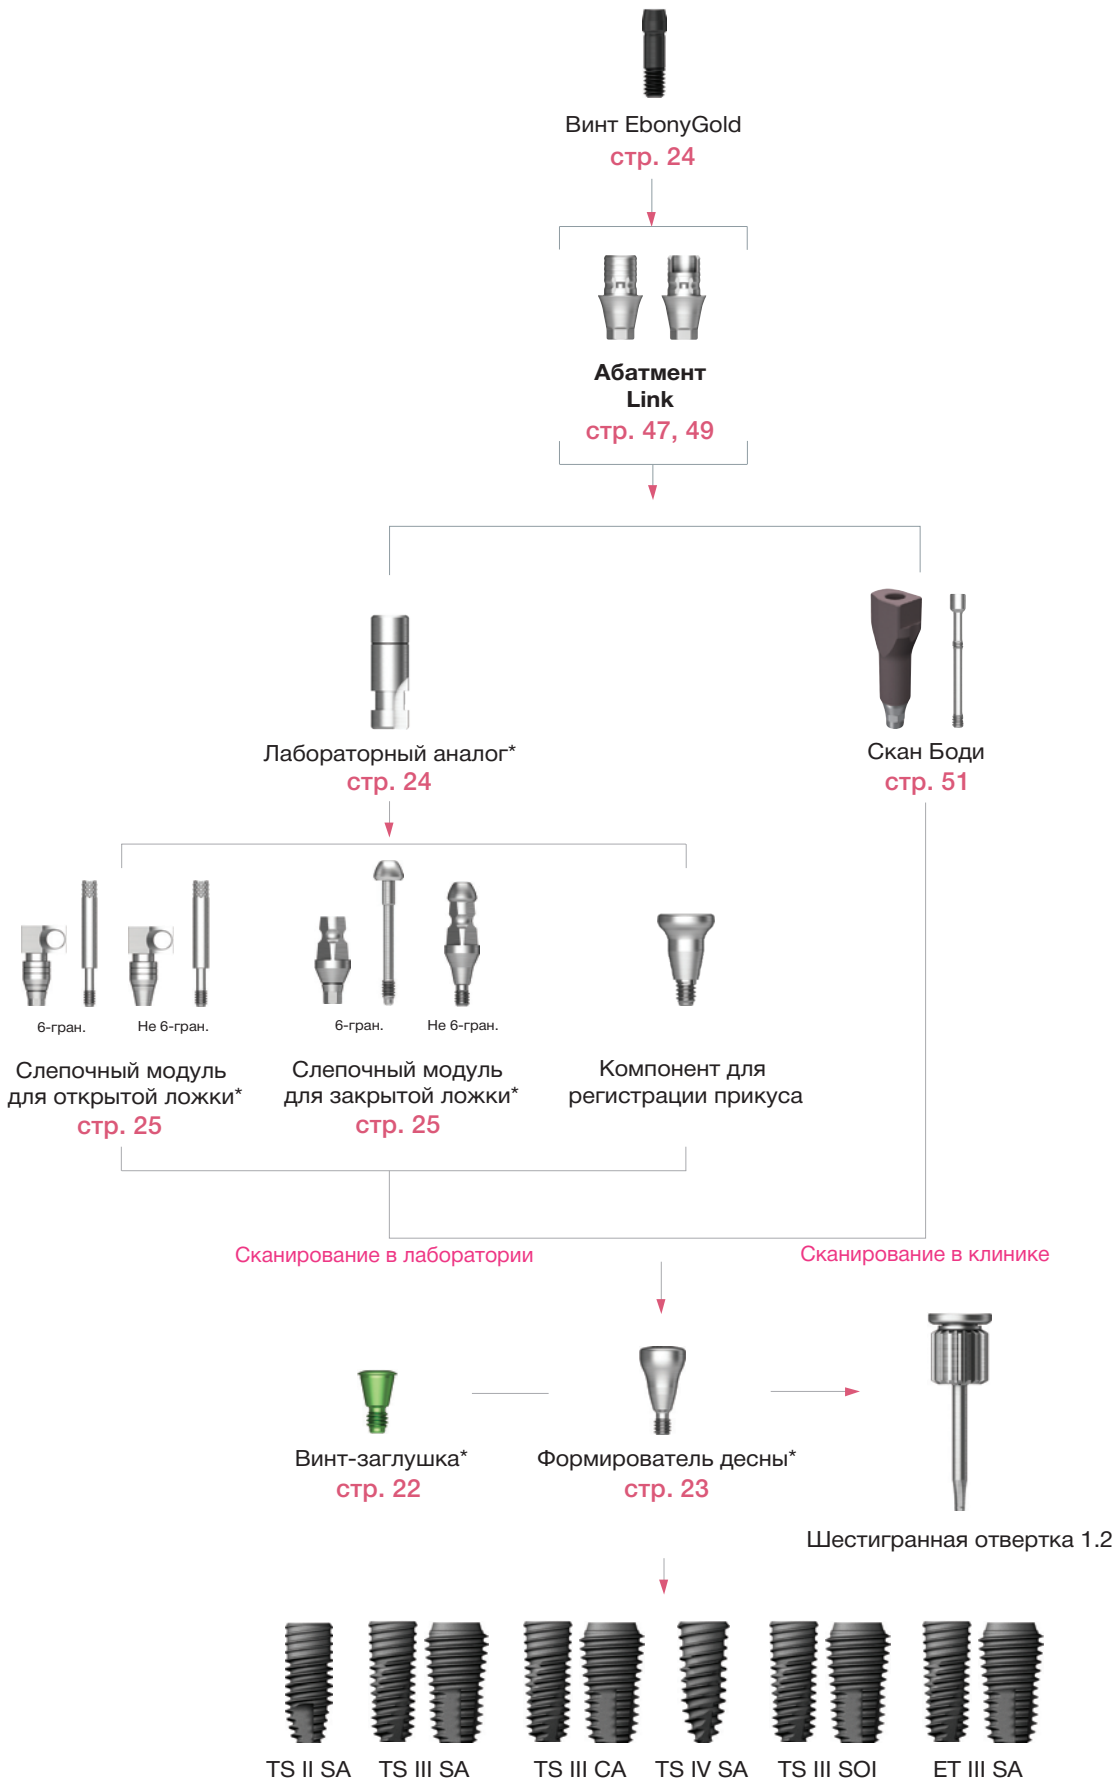 Винт EbonyGold
стр. 24
Абатмент
Link
стр. 47, 49
Лабораторный аналог*
стр. 24
Скан Боди
стр. 51
6-гран.
Не 6-гран.
6-гран.
Не 6-гран.
Слепочный модуль
для открытой ложки*
стр. 25
Слепочный модуль
для закрытой ложки*
стр. 25
Компонент для
регистрации прикуса
Сканирование в лаборатории
Сканирование в клинике
Винт-заглушка*
стр. 22
Формирователь десны*
стр. 23
Шестигранная отвертка 1.2
TS II SA
TS III SA
TS III CA
TS IV SA
TS III SOI
ET III SA